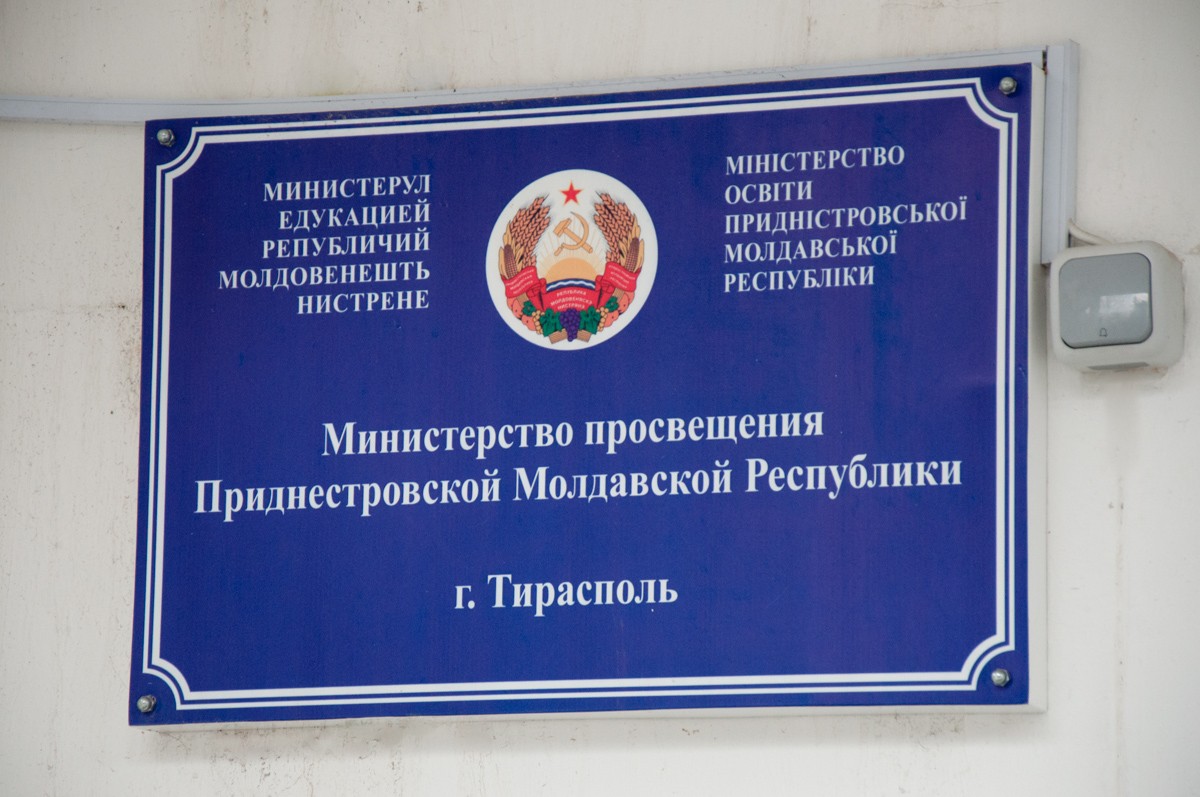 МИНИСТЕРУЛ
ЕДУКАЦИЕЙ
РЕПУБЛИЧИЙ
МОЛДОВЕНЕШТЬ
НИСТРЕНЕ
МІНІСТЕРСТВО
ОСВІТИ
ПРИДНІСТРОВСЬКОЇ
МОЛДАВСЬКОЇ
РЕСПУБЛІКИ
Министерство просвещения
Приднестровской Молдавской Республики
г. Тирасполь